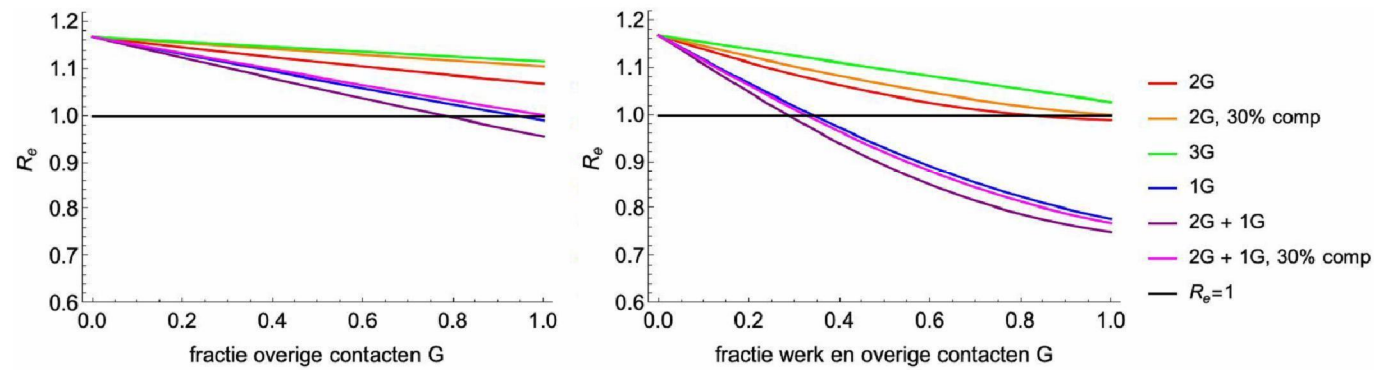 1.2
1.1
1.0
0.9
0.8
0.7
0.6
Re
0.0 0.2 0.4 0.6 0.8 1.0
fractie overige contacten G
1.2
1.1
1.0
0.9
0.8
0.7
0.6
Re
0.0 0.2 0.4 0.6 0.8 1.0
fractie werk en overige contacten G
2G
2G, 30% comp
3G
1G
2G + 1G
2G + 1G, 30% comp
Re=1